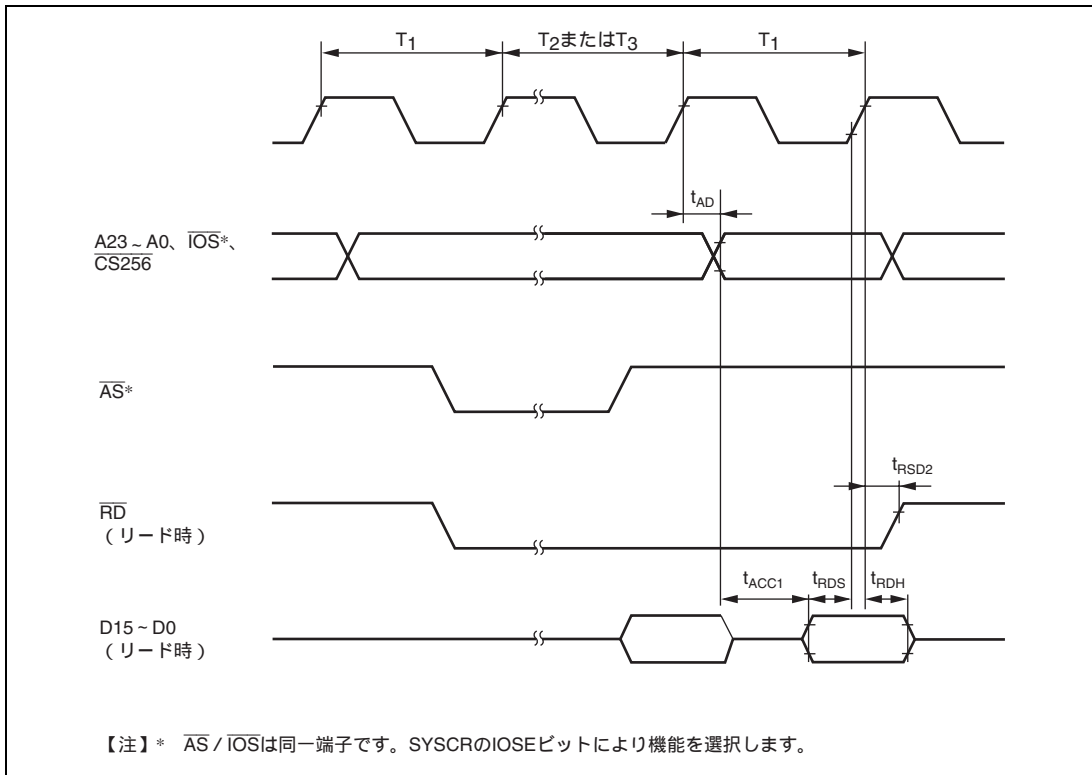 T1 T2またはT3 T1
tAD
A23~A0、IOS*、
CS256
AS*
tRSD2
RD
(リード時)
tACC1 tRDS tRDH
D15~D0
(リード時)
【注】* AS / IOSは同一端子です。SYSCRのIOSEビットにより機能を選択します。